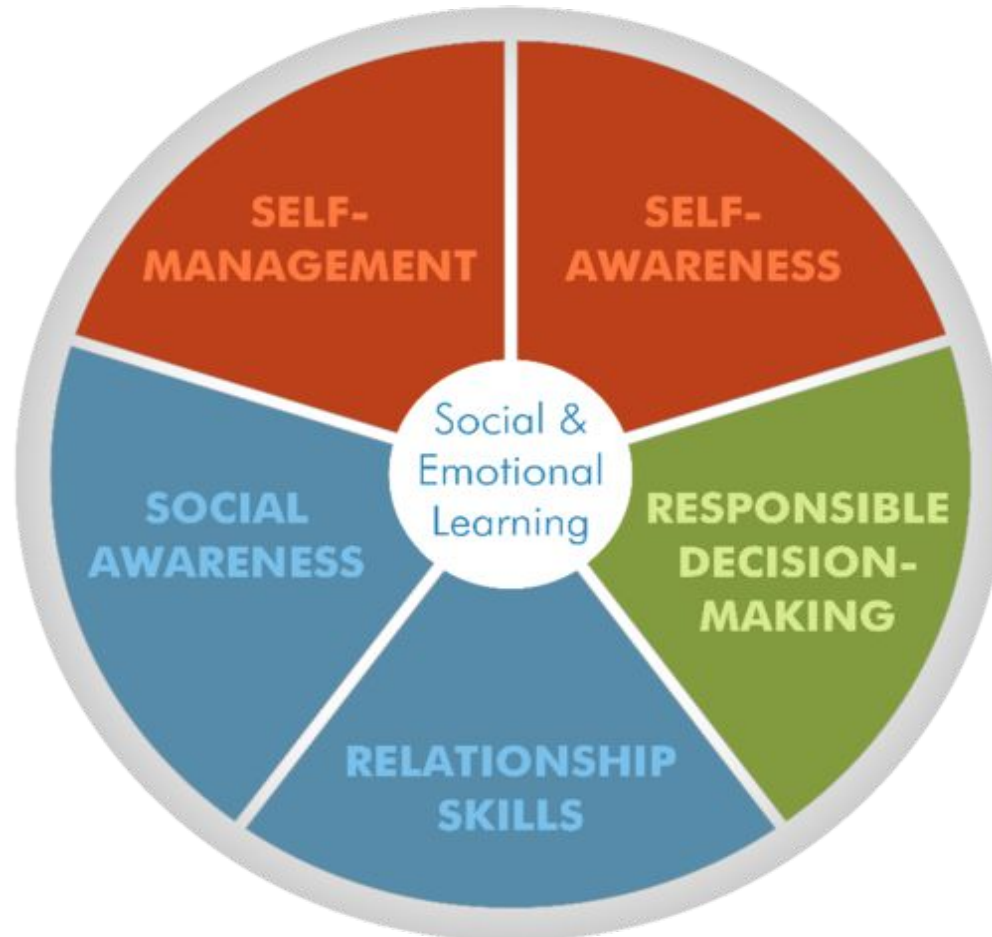 SELF-
MANAGEMENT
SELF-
AWARENESS
Social &
Emotional
Learning
SOCIAL
AWARENESS
RESPONSIBLE
DECISION-
MAKING
RELATIONSHIP
SKILLS